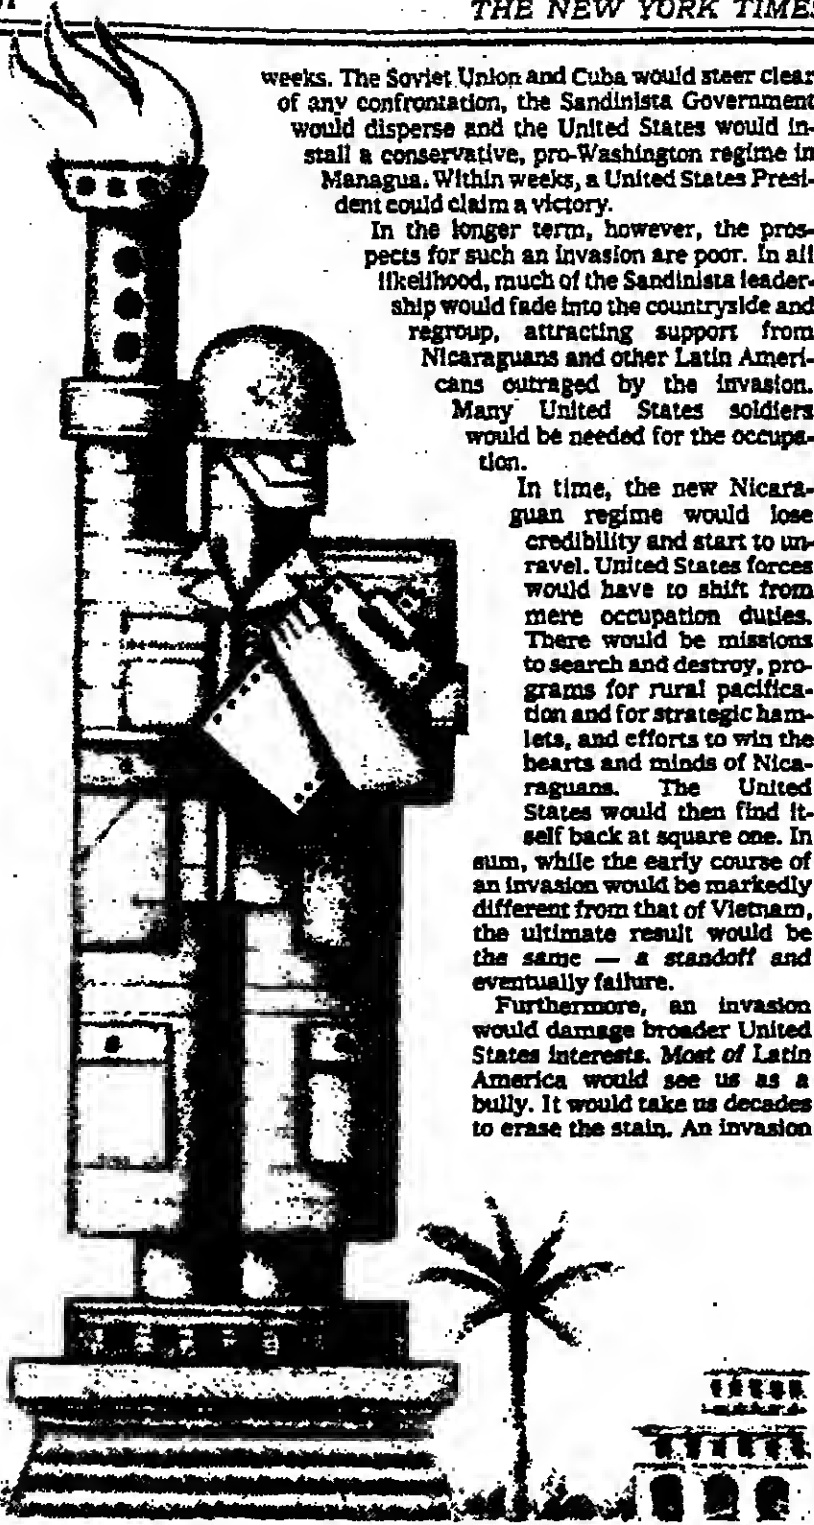 THE NEW YORK TIMES
weeks. The Soviet Union and Cuba would steer clear
of any confrontation, the Sandinista Government
would disperse and the United States would in-
stall a conservative, pro-Washington regime in
Managua. Within weeks, a United States Presi-
dent could claim a victory.
In the longer term, however, the pros-
pects for such an invasion are poor. In all
likelihood, much of the Sandinista leader-
ship would fade into the countryside and
regroup, attracting support from
Nicaraguans and other Latin Ameri-
cans outraged by the invasion.
Many United States soldiers
would be needed for the occupa-
tion.
In time, the new Nicara-
guan regime would lose
credibility and start to un-
ravel. United States forces
would have to shift from
mere occupation duties.
There would be missions
to search and destroy, pro-
grams for rural pacifica-
tion and for strategic ham-
lets, and efforts to win the
hearts and minds of Nica-
raguans. The United
States would then find it-
self back at square one. In
sum, while the early course of
an invasion would be markedly
different from that of Vietnam,
the ultimate result would be
the same — a standoff and
eventually failure.
Furthermore, an invasion
would damage broader United
States interests. Most of Latin
America would see us as a
bully. It would take us decades
to erase the stain. An invasion